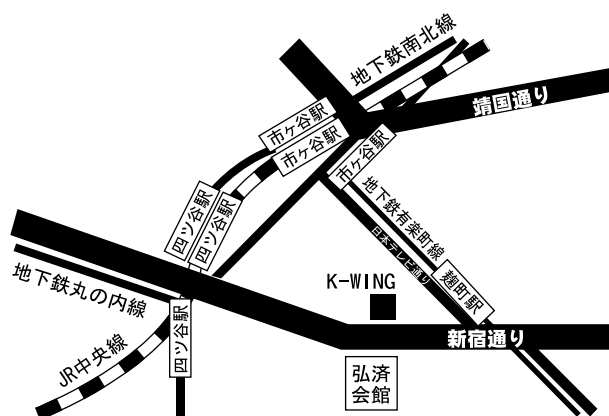 地下鉄南北線
靖国通り
市ヶ谷駅
市ヶ谷駅
市ヶ谷駅
四ツ谷駅
四ツ谷駅
地下鉄有楽町線
日本テレビ通り
麹町駅
地下鉄丸の内線
K-WING
新宿通り
四ツ谷駅
JR中央線
弘済
会館